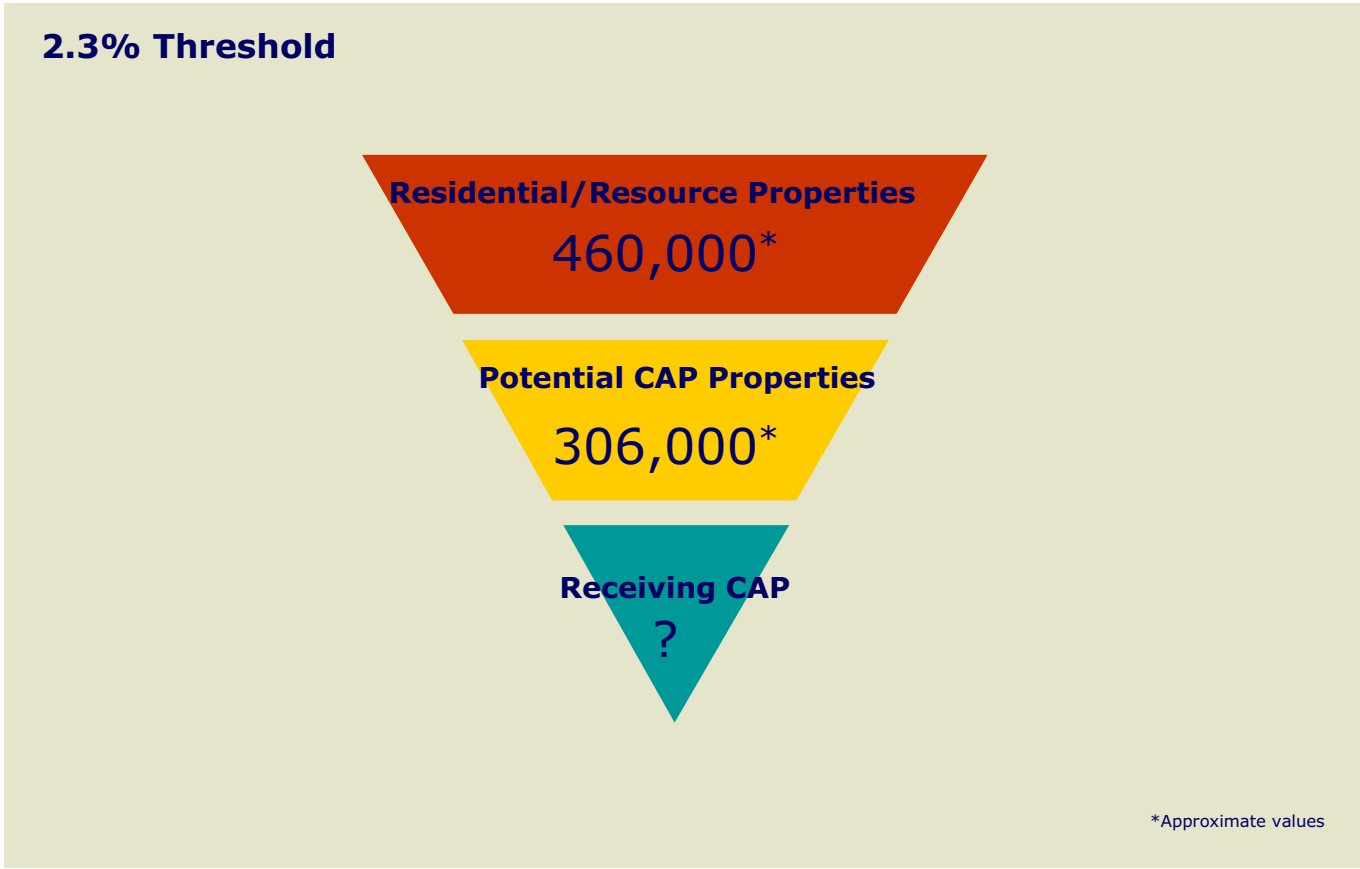 2.3% Threshold
Residential/Resource Properties
460,000*
Potential CAP Properties
306,000*
Receiving CAP
?
*Approximate values